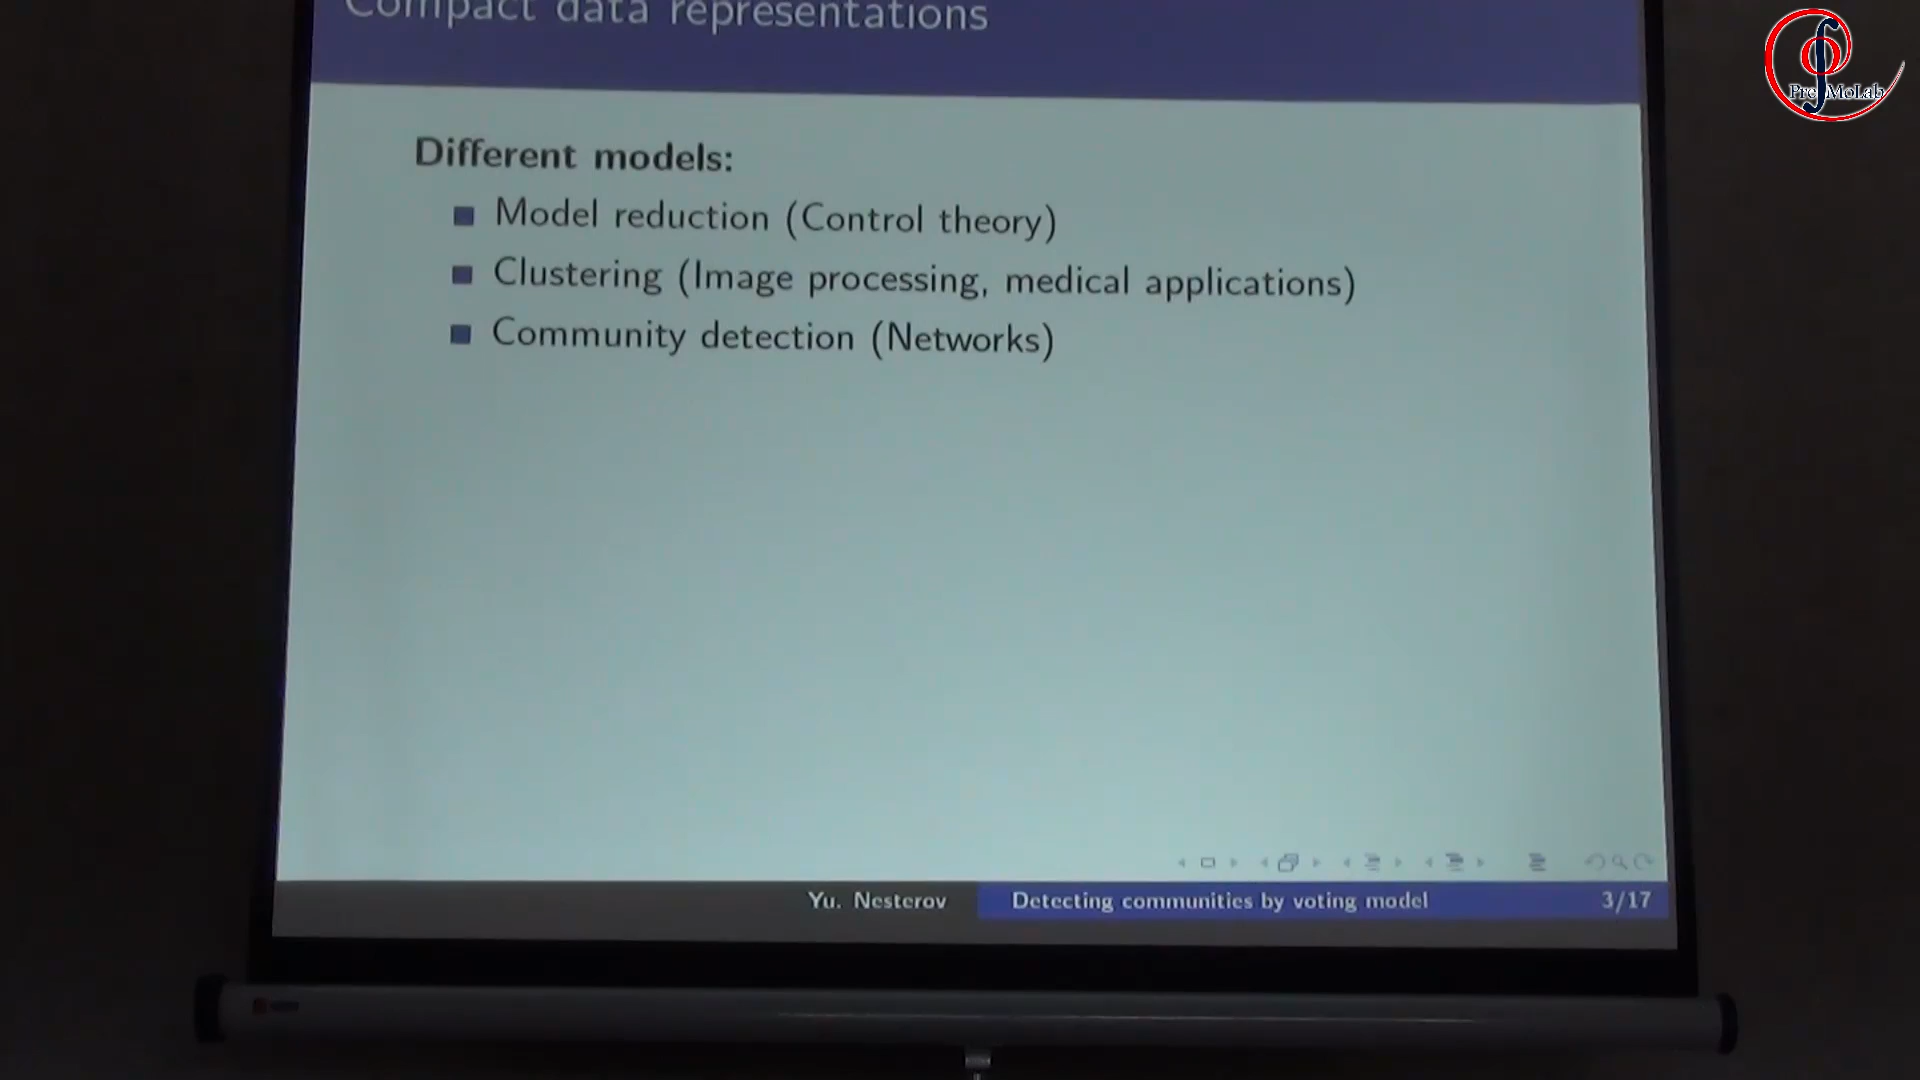 Compact data representations
PreMoLab
Different models:
Model reduction (Control theory)
Clustering (Image processing, medical applications)
Community detection (Networks)
Yu. Nesterov
Detecting communities by voting model
3/17